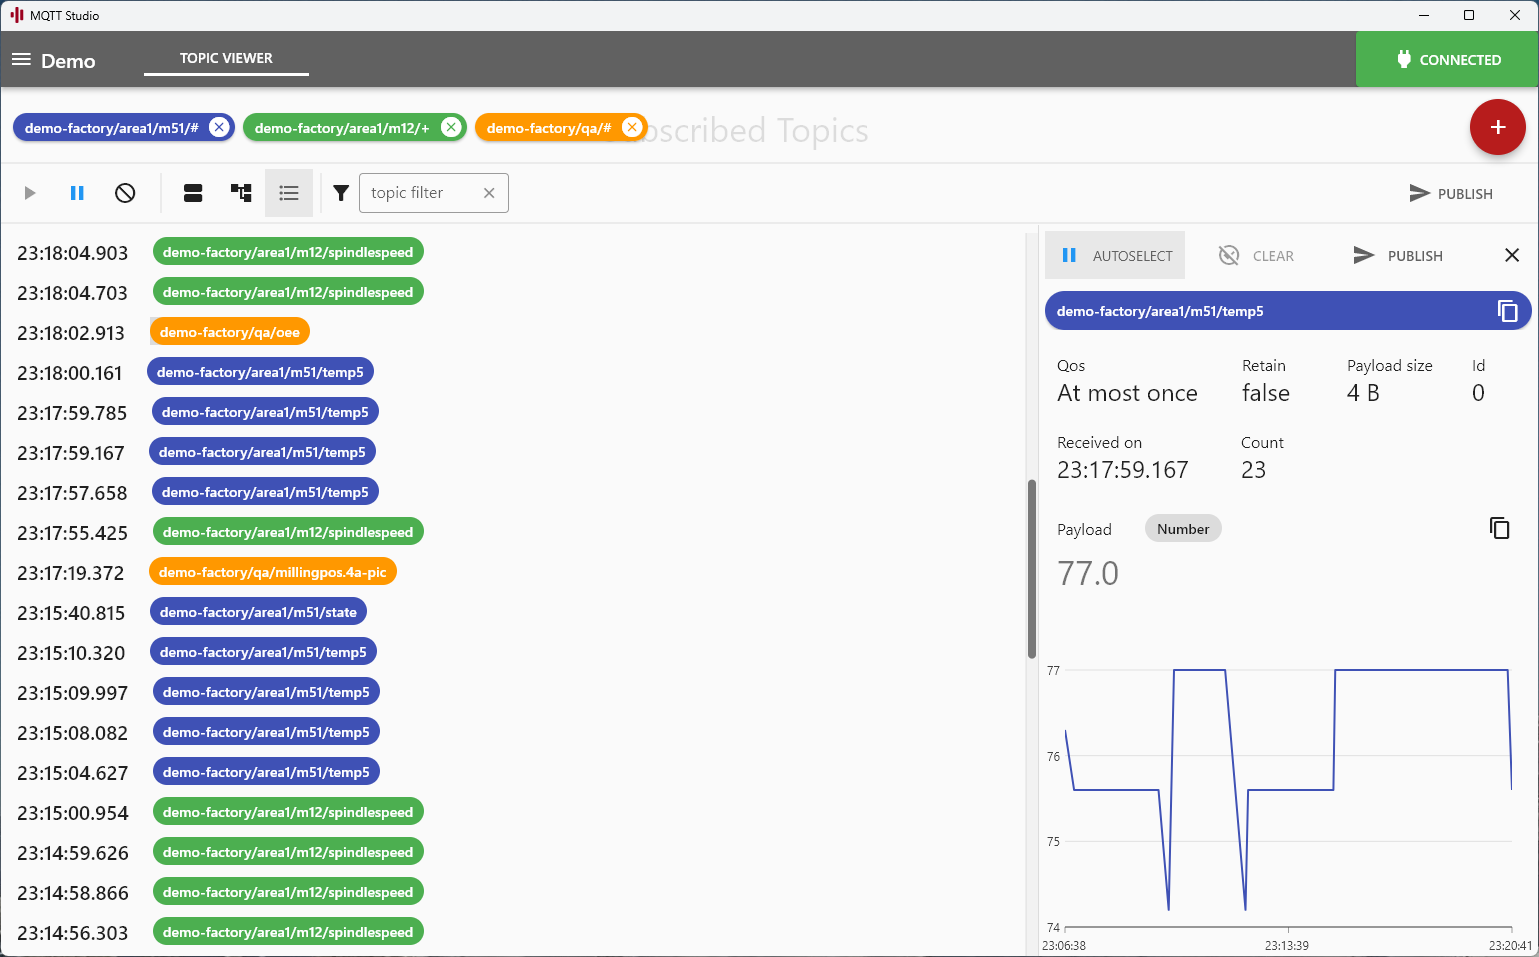 MQTT Studio
Demo
TOPIC VIEWER
CONNECTED
demo-factory/area1/m51/#
demo-factory/area1/m12/+
demo-factory/qa/#
bscribed Topics
+
topic filter
PUBLISH
23:18:04.903 demo-factory/area1/m12/spindlespeed
23:18:04.703 demo-factory/area1/m12/spindlespeed
23:18:02.913 demo-factory/qa/oee
23:18:00.161 demo-factory/area1/m51/temp5
23:17:59.785 demo-factory/area1/m51/temp5
23:17:59.167 demo-factory/area1/m51/temp5
23:17:57.658 demo-factory/area1/m51/temp5
23:17:55.425 demo-factory/area1/m12/spindlespeed
23:17:19.372 demo-factory/qa/millingpos.4a-pic
23:15:40.815 demo-factory/area1/m51/state
23:15:10.320 demo-factory/area1/m51/temp5
23:15:09.997 demo-factory/area1/m51/temp5
23:15:08.082 demo-factory/area1/m51/temp5
23:15:04.627 demo-factory/area1/m51/temp5
23:15:00.954 demo-factory/area1/m12/spindlespeed
23:14:59.626 demo-factory/area1/m12/spindlespeed
23:14:58.866 demo-factory/area1/m12/spindlespeed
23:14:56.303 demo-factory/area1/m12/spindlespeed
AUTOSELECT
CLEAR
PUBLISH
demo-factory/area1/m51/temp5
Qos Retain Payload size Id
At most once false 4 B 0
Received on Count
23:17:59.167 23
Payload Number
77.0
77
76
75
74
23:06:38 23:13:39 23:20:41